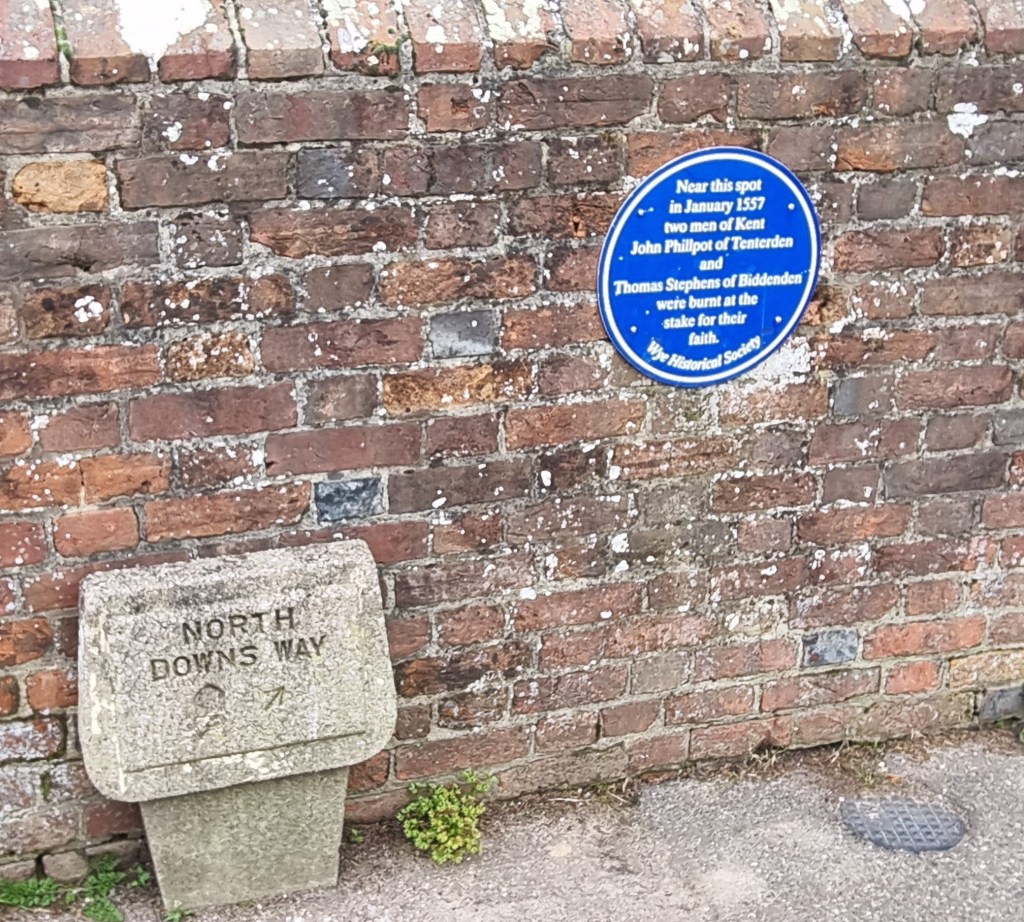 Near this spot
in January 1557
two men of Kent
John Phillpot of Tenterden
and
Thomas Stephens of Biddenden
were burnt at the
stake for their
faith.
Wye Historical Society
NORTH
DOWNS WAY